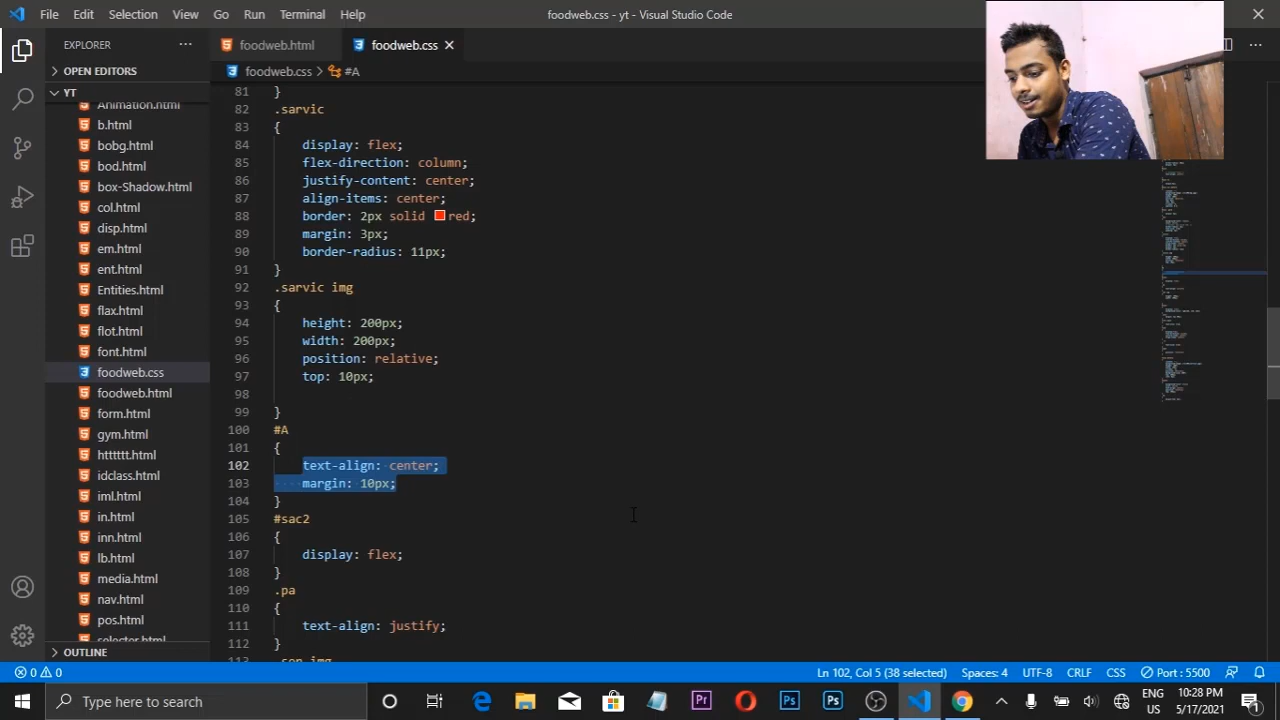 File Edit Selection View Go Run Terminal Help
foodweb.css - yt - Visual Studio Code
EXPLORER
foodweb.html
foodweb.css
OPEN EDITORS
foodweb.css > #A
YT
Animation.html
b.html
bobg.html
bod.html
box-Shadow.html
col.html
disp.html
em.html
ent.html
Entities.html
flax.html
flot.html
font.html
foodweb.css
foodweb.html
form.html
gym.html
htttttt.html
idclass.html
iml.html
in.html
inn.html
lb.html
media.html
nav.html
pos.html
selecter.html
OUTLINE
81 }
82 .sarvic
83 {
84 display: flex;
85 flex-direction: column;
86 justify-content: center;
87 align-items: center;
88 border: 2px solid red;
89 margin: 3px;
90 border-radius: 11px;
91 }
92 .sarvic img
93 {
94 height: 200px;
95 width: 200px;
96 position: relative;
97 top: 10px;
98
99 }
100 #A
101 {
102 text-align: center;
103 margin: 10px;
104 }
105 #sac2
106 {
107 display: flex;
108 }
109 .pa
110 {
111 text-align: justify;
112 }
0 0
Ln 102, Col 5 (38 selected) Spaces: 4 UTF-8 CRLF CSS Port : 5500
Type here to search
Pr Ps Ps
ENG
US
10:28 PM
5/17/2021
1